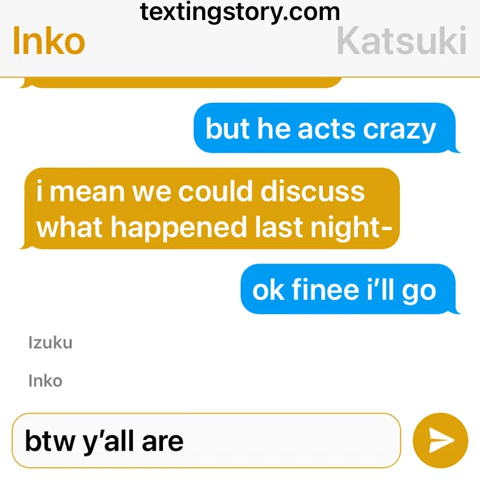 textingstory.com
Inko
Katsuki
but he acts crazy
i mean we could discuss
what happened last night-
ok finee i’ll go
Izuku
Inko
btw y’all are